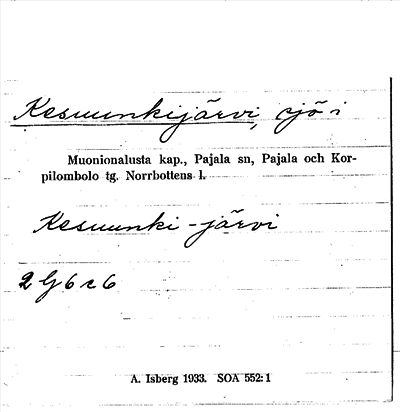 Kesuunkijärvi, sjö i
Muonionalusta kap., Pajala sn, Pajala och Kor-
pilombolo tg. Norrbottens l.
Kesuunki-järvi
2 G 6 c 6
A. Isberg 1933. SOA 552:1